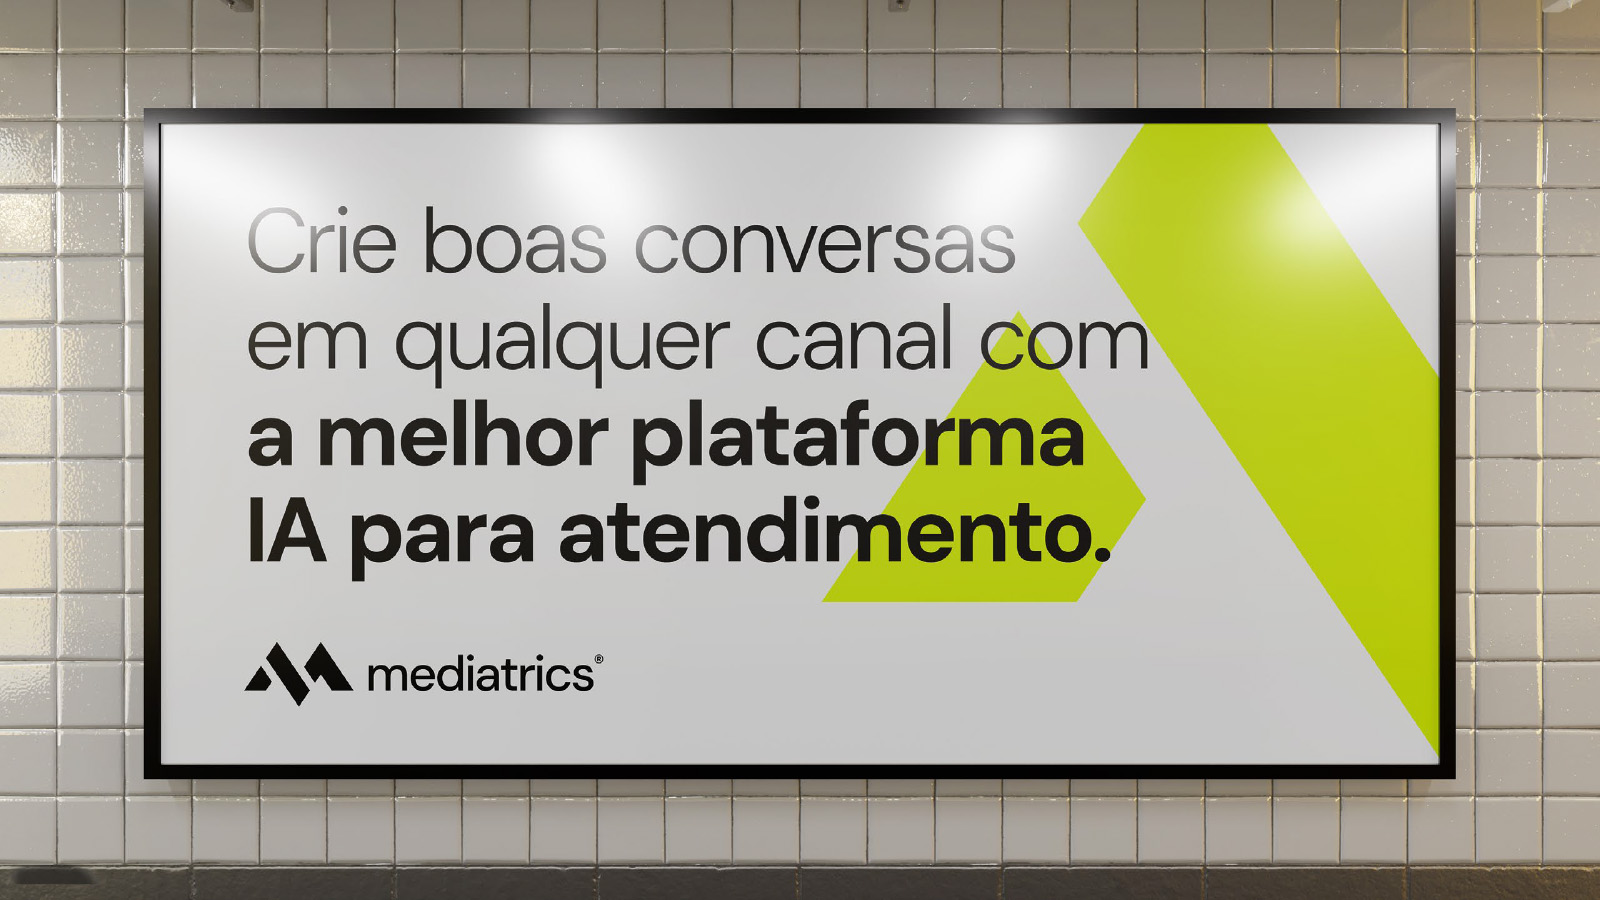 Crie boas conversas
em qualquer canal com
a melhor plataforma
IA para atendimento.
mediatrics®